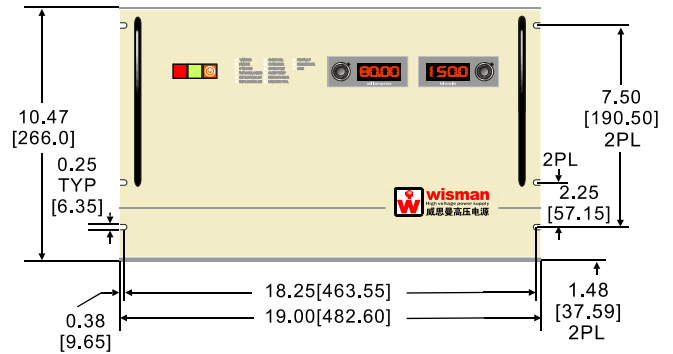 10.47
[266.0]
0.25
TYP
[6.35]
80.00
150.0
7.50
[190.50]
2PL
2PL
2.25
[57.15]
wisman
High voltage power supply
威思曼高压电源
18.25[463.55]
19.00[482.60]
0.38
[9.65]
1.48
[37.59]
2PL